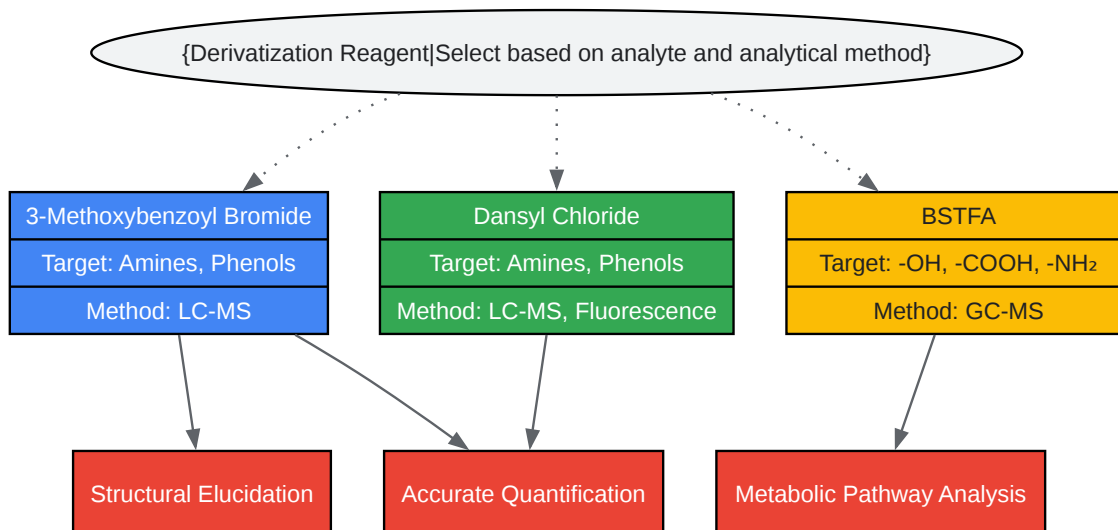 {Derivatization Reagent|Select based on analyte and analytical method}
3-Methoxybenzoyl Bromide
Target: Amines, Phenols
Method: LC-MS
Dansyl Chloride
Target: Amines, Phenols
Method: LC-MS, Fluorescence
BSTFA
Target: -OH, -COOH, -NH₂
Method: GC-MS
Structural Elucidation
Accurate Quantification
Metabolic Pathway Analysis